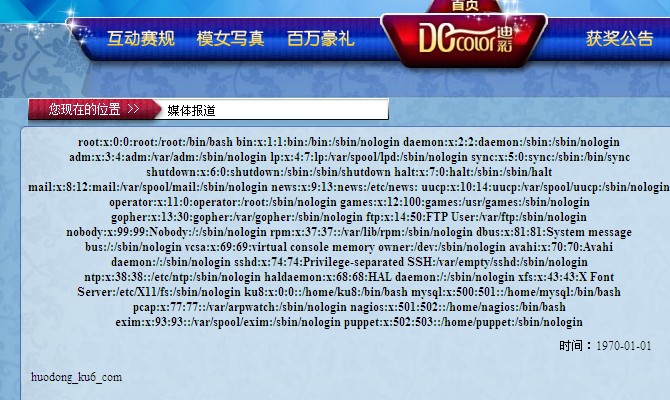 首页
互动赛规 模女写真 百万豪礼 DCcolor 迪彩 获奖公告
您现在的位置 >> 媒体报道
root:x:0:0:root:/root:/bin/bash bin:x:1:1:bin:/bin:/sbin/nologin daemon:x:2:2:daemon:/sbin:/sbin/nologin
adm:x:3:4:adm:/var/adm:/sbin/nologin lp:x:4:7:lp:/var/spool/lpd:/sbin/nologin sync:x:5:0:sync:/sbin:/bin/sync
shutdown:x:6:0:shutdown:/sbin:/sbin/shutdown halt:x:7:0:halt:/sbin:/sbin/halt
mail:x:8:12:mail:/var/spool/mail:/sbin/nologin news:x:9:13:news:/etc/news: uucp:x:10:14:uucp:/var/spool/uucp:/sbin/nologin
operator:x:11:0:operator:/root:/sbin/nologin games:x:12:100:games:/usr/games:/sbin/nologin
gopher:x:13:30:gopher:/var/gopher:/sbin/nologin ftp:x:14:50:FTP User:/var/ftp:/sbin/nologin
nobody:x:99:99:Nobody:/:/sbin/nologin rpm:x:37:37::/var/lib/rpm:/sbin/nologin dbus:x:81:81:System message
bus:/:/sbin/nologin vcsa:x:69:69:virtual console memory owner:/dev:/sbin/nologin avahi:x:70:70:Avahi
daemon:/:/sbin/nologin sshd:x:74:74:Privilege-separated SSH:/var/empty/sshd:/sbin/nologin
ntp:x:38:38::/etc/ntp:/sbin/nologin haldaemon:x:68:68:HAL daemon:/:/sbin/nologin xfs:x:43:43:X Font
Server:/etc/X11/fs:/sbin/nologin ku8:x:0:0::/home/ku8:/bin/bash mysql:x:500:501::/home/mysql:/bin/bash
pcap:x:77:77::/var/arpwatch:/sbin/nologin nagios:x:501:502::/home/nagios:/bin/bash
exim:x:93:93::/var/spool/exim:/sbin/nologin puppet:x:502:503::/home/puppet:/sbin/nologin
时间：1970-01-01
huodong_ku6_com